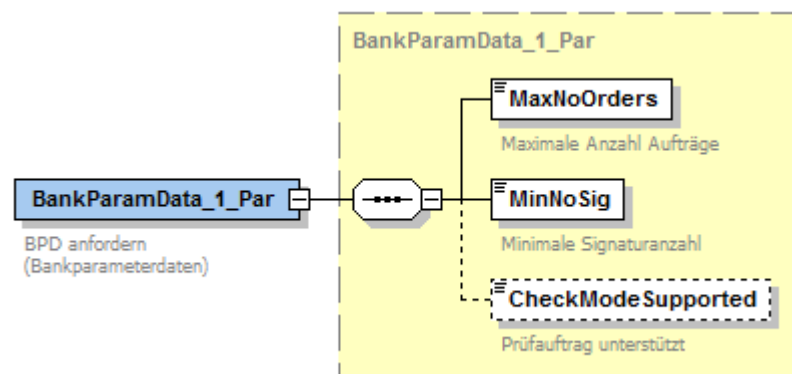 BankParamData_1_Par
MaxNoOrders
Maximale Anzahl Aufträge
BankParamData_1_Par
BPD anfordern
(Bankparameterdaten)
MinNoSig
Minimale Signaturanzahl
CheckModeSupported
Prüfauftrag unterstützt